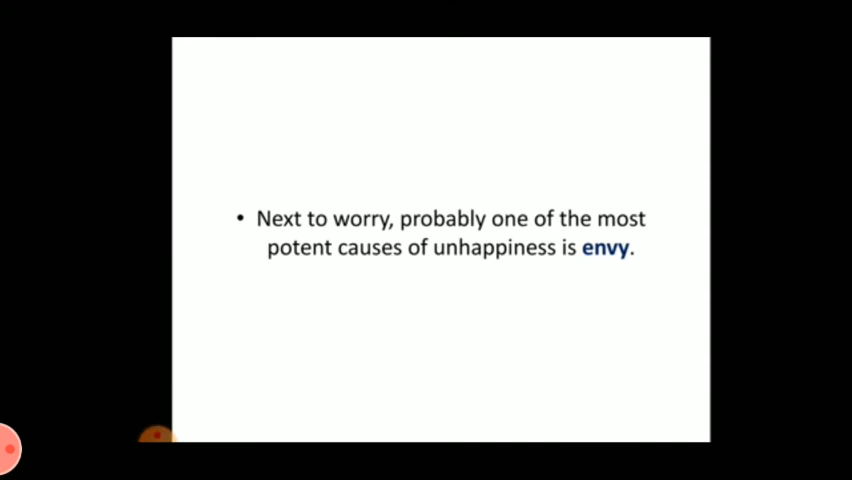 • Next to worry, probably one of the most
potent causes of unhappiness is envy.